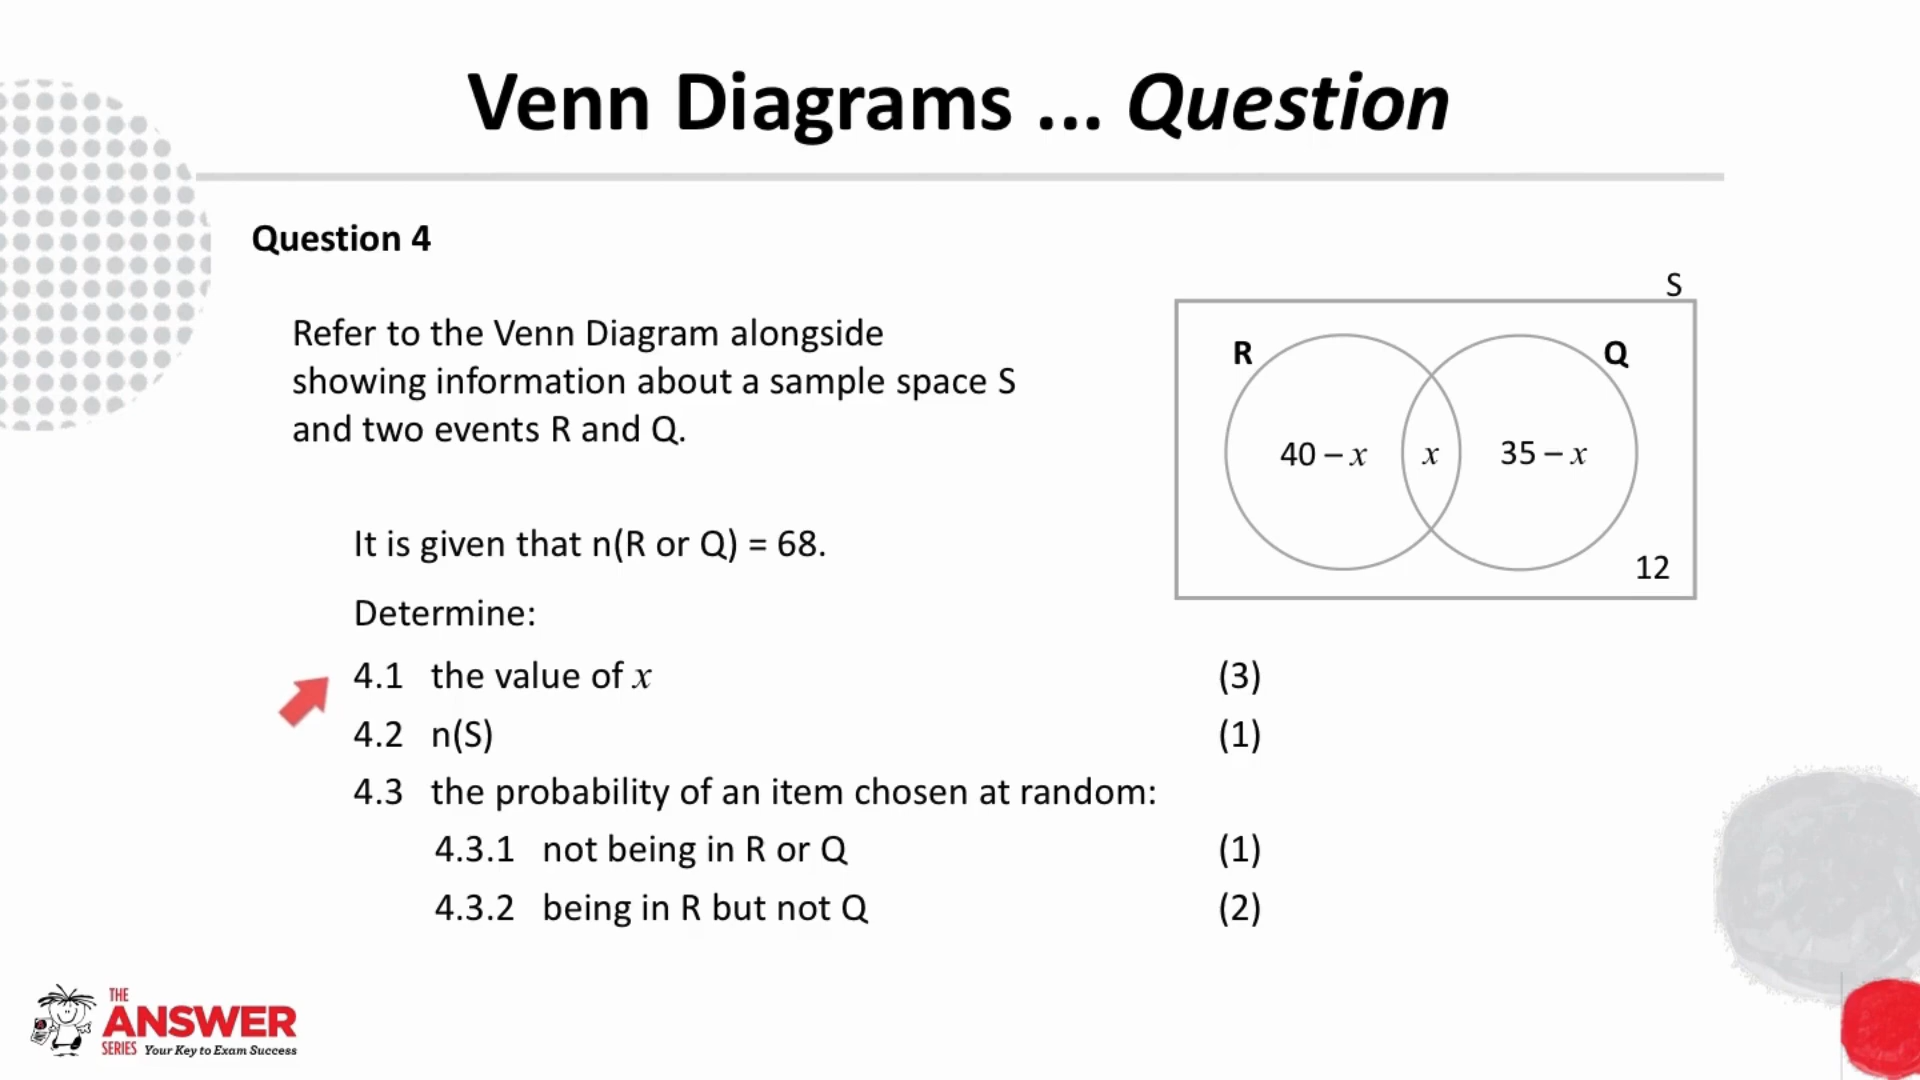 Venn Diagrams ... Question
Question 4
Refer to the Venn Diagram alongside
showing information about a sample space S
and two events R and Q.
S
R
Q
40 – x
x
35 – x
12
It is given that n(R or Q) = 68.
Determine:
4.1 the value of x (3)
4.2 n(S) (1)
4.3 the probability of an item chosen at random:
4.3.1 not being in R or Q (1)
4.3.2 being in R but not Q (2)
THE
ANSWER
SERIES Your Key to Exam Success